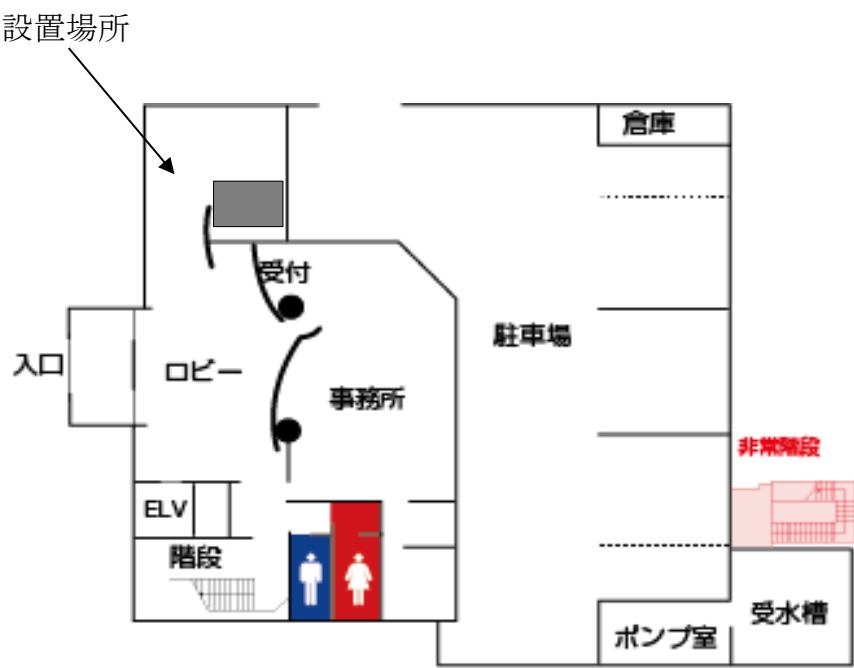 設置場所
倉庫
受付
駐車場
入口
ロビー
事務所
非常階段
ELV
階段
受水槽
ポンプ室